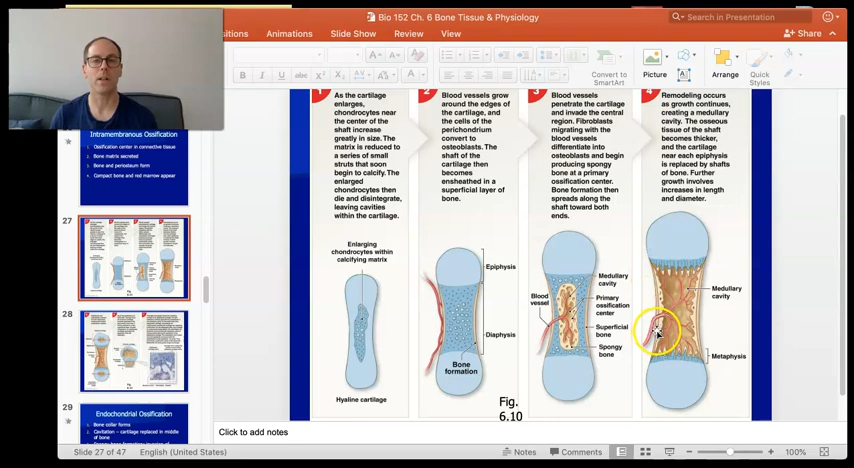 Bio 152 Ch. 6 Bone Tissue & Physiology
Search in Presentation
sitions Animations Slide Show Review View
Share
B I U abc X² X₂
Convert to
SmartArt
Picture
Arrange
Quick
Styles
Intramembranous Ossification
1. Ossification center in connective tissue
2. Bone matrix secreted
3. Bone and periosteum form
4. Compact bone and red marrow appear
27
28
6.10
29
Endochondrial Ossification
1. Bone collar forms
2. Cavitation – cartilage replaced in middle
of bone
1
As the cartilage
enlarges,
chondrocytes near
the center of the
shaft increase
greatly in size. The
matrix is reduced to
a series of small
struts that soon
begin to calcify. The
enlarged
chondrocytes then
die and disintegrate,
leaving cavities
within the cartilage.
2
Blood vessels grow
around the edges of
the cartilage, and
the cells of the
perichondrium
convert to
osteoblasts. The
shaft of the
cartilage then
becomes
ensheathed in a
superficial layer of
bone.
3
Blood vessels
penetrate the cartilage
and invade the central
region. Fibroblasts
migrating with the
blood vessels
differentiate into
osteoblasts and begin
producing spongy
bone at a primary
ossification center.
Bone formation then
spreads along the
shaft toward both
ends.
4
Remodeling occurs
as growth continues,
creating a medullary
cavity. The osseous
tissue of the shaft
becomes thicker,
and the cartilage
near each epiphysis
is replaced by shafts
of bone. Further
growth involves
increases in length
and diameter.
Enlarging
chondrocytes within
calcifying matrix
Hyaline cartilage
Epiphysis
Diaphysis
Bone
formation
Blood
vessel
Medullary
cavity
Primary
ossification
center
Superficial
bone
Spongy
bone
Medullary
cavity
Metaphysis
Fig.
6.10
Click to add notes
Slide 27 of 47 English (United States) Notes Comments 100%